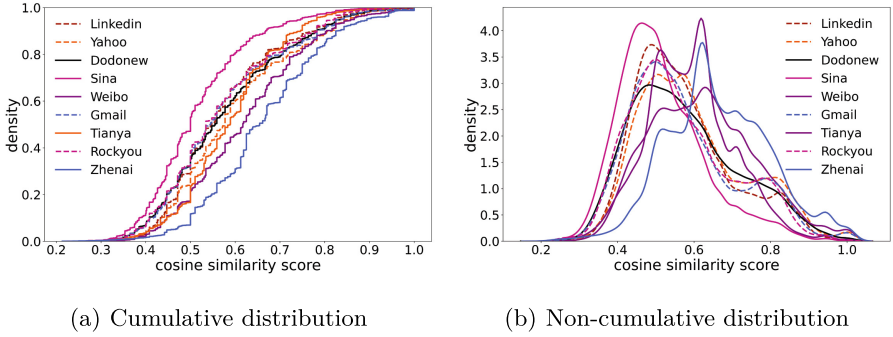 1.0
0.8
0.6
0.4
0.2
0.0
density
Linkedin
Yahoo
Dodonew
Sina
Weibo
Gmail
Tianya
Rockyou
Zhenai
0.2 0.3 0.4 0.5 0.6 0.7 0.8 0.9 1.0
cosine similarity score
(a) Cumulative distribution
4.0
3.5
3.0
2.5
2.0
1.5
1.0
0.5
0.0
density
Linkedin
Yahoo
Dodonew
Sina
Weibo
Gmail
Tianya
Rockyou
Zhenai
0.2 0.4 0.6 0.8 1.0
cosine similarity score
(b) Non-cumulative distribution